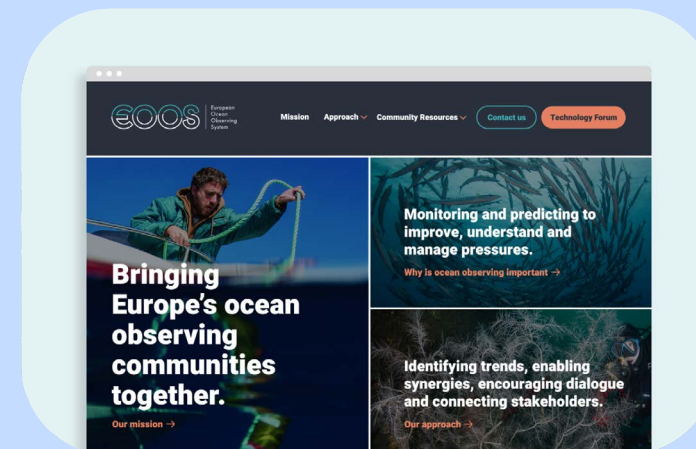 EOOS
European
Ocean
Observing
System
Mission
Approach
Community Resources
Contact us
Technology Forum
Bringing
Europe's ocean
observing
communities
together.
Our mission →
Monitoring and predicting to
improve, understand and
manage pressures.
Why is ocean observing important →
Identifying trends, enabling
synergies, encouraging dialogue
and connecting stakeholders.
Our approach →